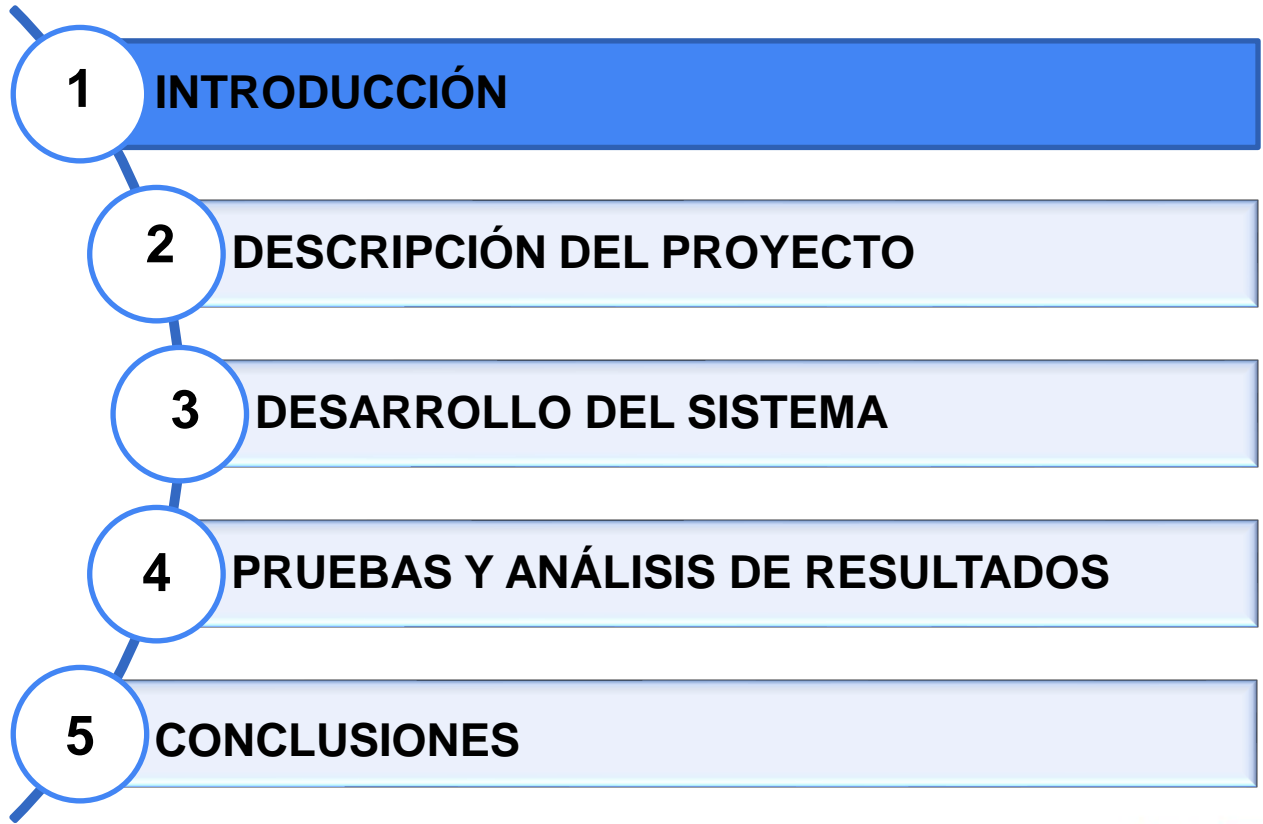 1 INTRODUCCIÓN
2 DESCRIPCIÓN DEL PROYECTO
3 DESARROLLO DEL SISTEMA
4 PRUEBAS Y ANÁLISIS DE RESULTADOS
5 CONCLUSIONES